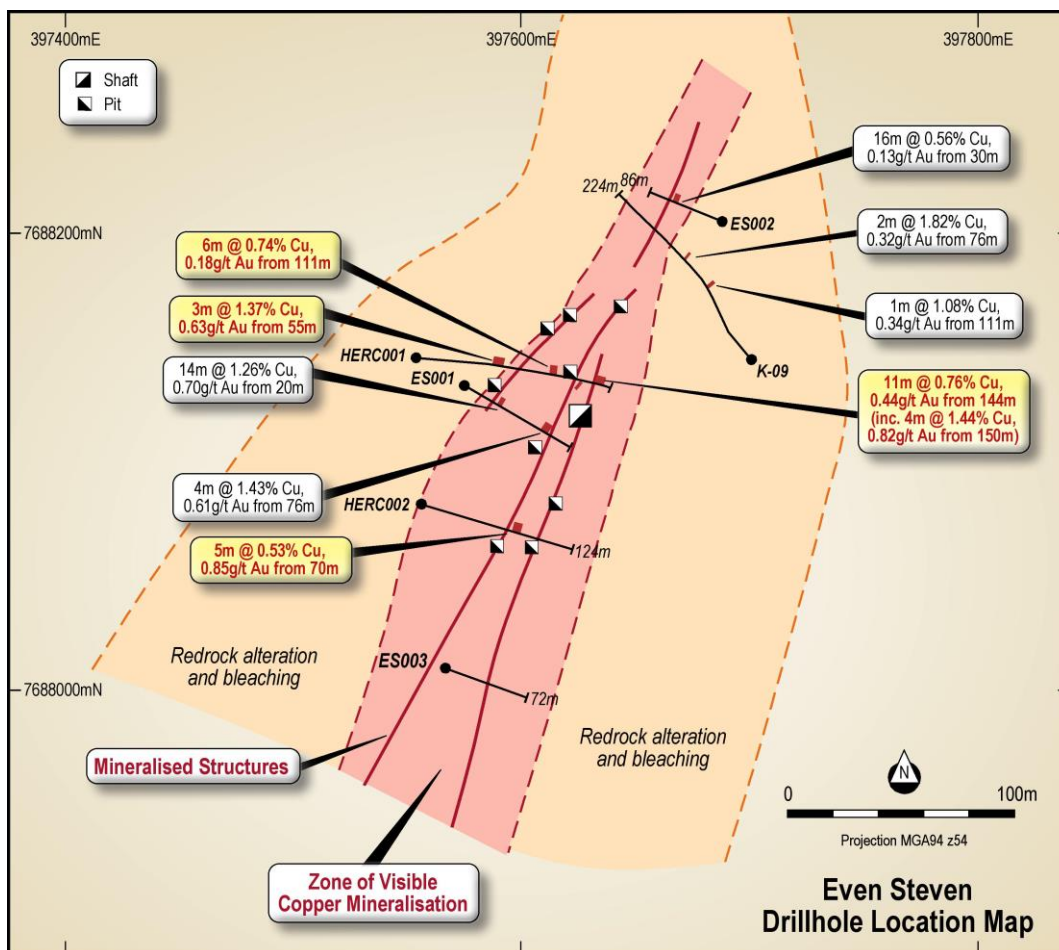 397400mE
397600mE
397800mE
Shaft
Pit
16m @ 0.56% Cu,
0.13g/t Au from 30m
224m
86m
ES002
7688200mN
2m @ 1.82% Cu,
0.32g/t Au from 76m
6m @ 0.74% Cu,
0.18g/t Au from 111m
1m @ 1.08% Cu,
0.34g/t Au from 111m
3m @ 1.37% Cu,
0.63g/t Au from 55m
HERC001
K-09
14m @ 1.26% Cu,
0.70g/t Au from 20m
ES001
11m @ 0.76% Cu,
0.44g/t Au from 144m
(inc. 4m @ 1.44% Cu,
0.82g/t Au from 150m)
4m @ 1.43% Cu,
0.61g/t Au from 76m
HERC002
124m
5m @ 0.53% Cu,
0.85g/t Au from 70m
Redrock alteration
and bleaching
ES003
72m
7688000mN
Redrock alteration
and bleaching
Mineralised Structures
N
0
100m
Projection MGA94 z54
Zone of Visible
Copper Mineralisation
Even Steven
Drillhole Location Map